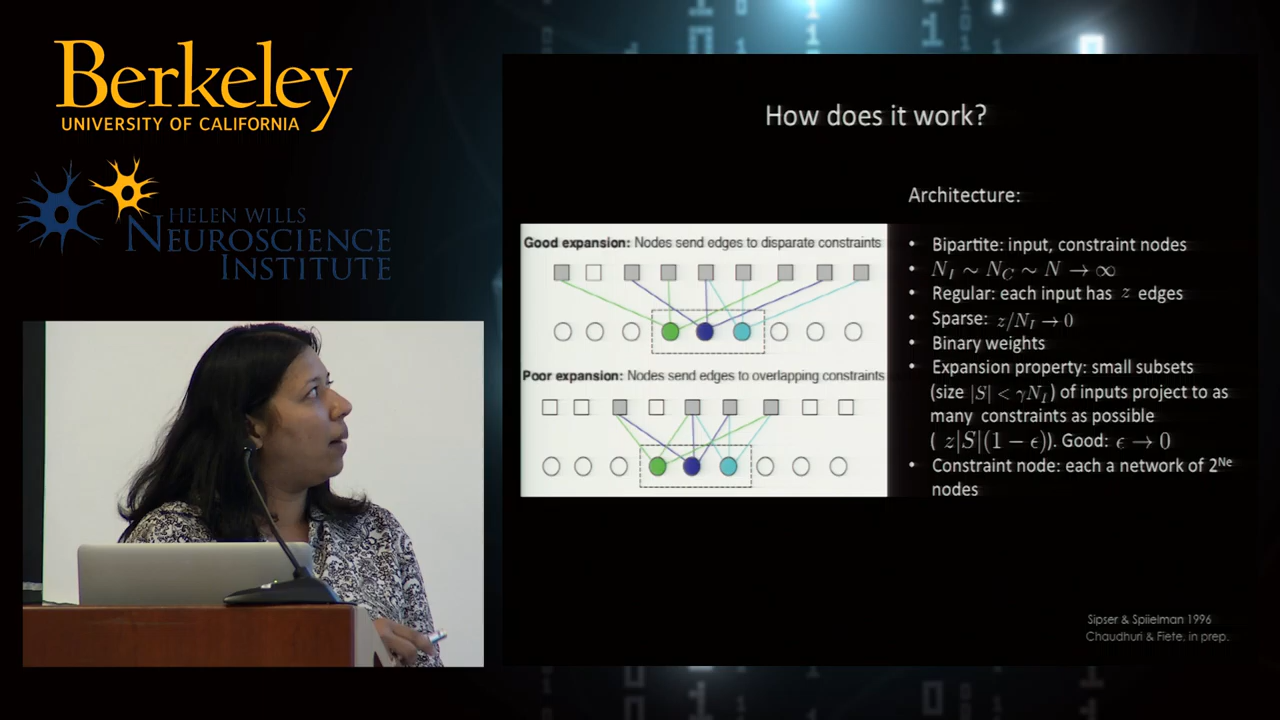 Berkeley
UNIVERSITY OF CALIFORNIA
HELEN WILLS
NEUROSCIENCE
INSTITUTE
How does it work?
Architecture:
Good expansion: Nodes send edges to disparate constraints
Poor expansion: Nodes send edges to overlapping constraints
• Bipartite: input, constraint nodes
• N_I ∼ N_C ∼ N → ∞
• Regular: each input has z edges
• Sparse: z/N_I → 0
• Binary weights
• Expansion property: small subsets
(size |S| < γN_I) of inputs project to as
many constraints as possible
( z|S|(1 − ϵ)). Good: ϵ → 0
• Constraint node: each a network of 2^Ne
nodes
Sipser & Spiielman 1996
Chaudhuri & Fiete, in prep.